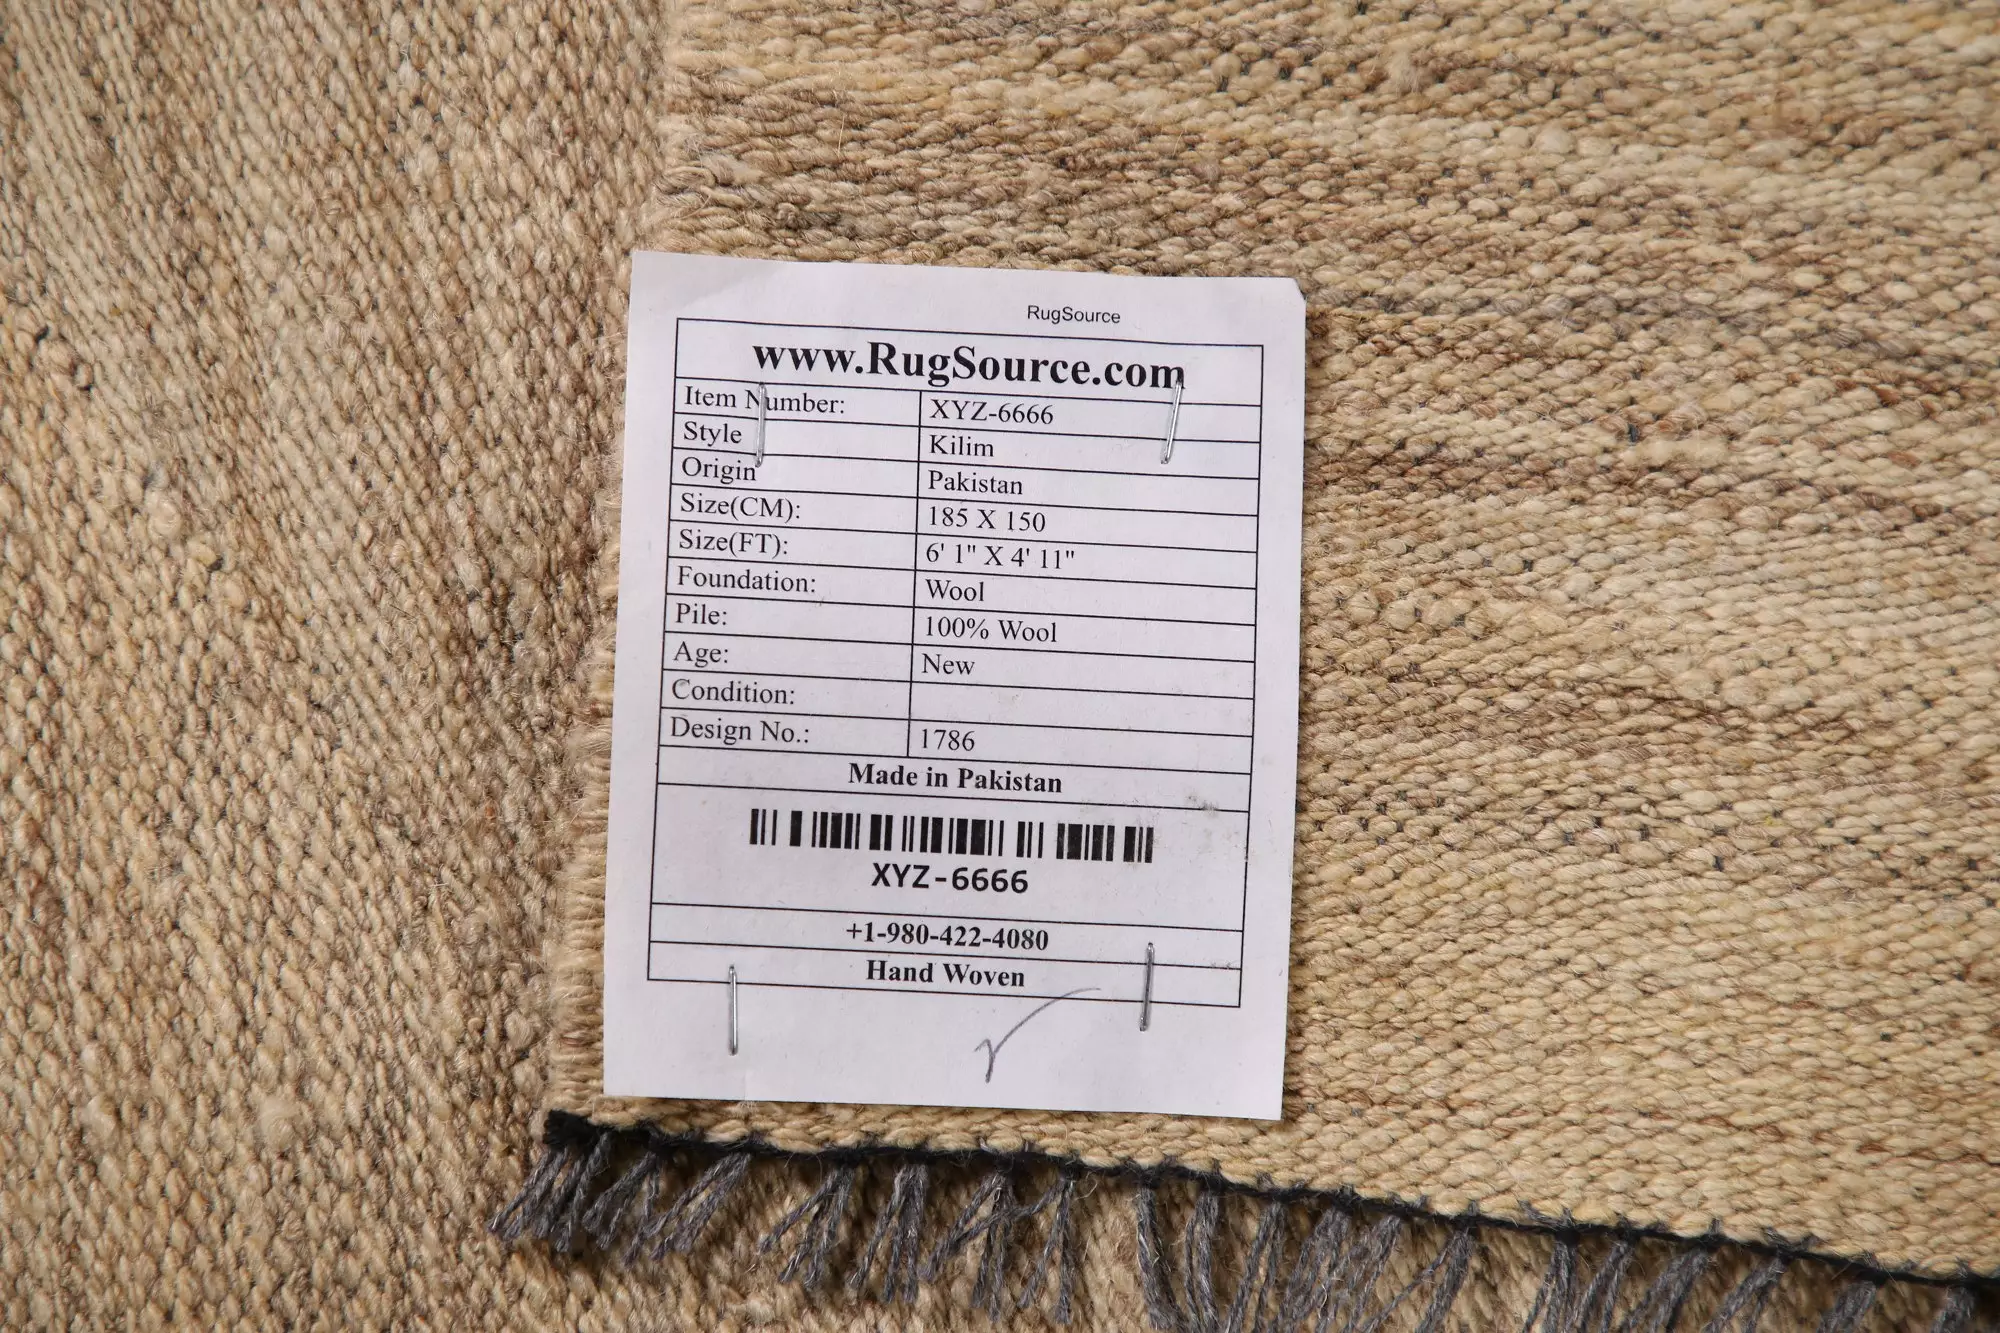 RugSource
www.RugSource.com
Item Number: XYZ-6666
Style Kilim
Origin Pakistan
Size(CM): 185 X 150
Size(FT): 6' 1" X 4' 11"
Foundation: Wool
Pile: 100% Wool
Age: New
Condition:
Design No.: 1786
Made in Pakistan
XYZ-6666
+1-980-422-4080
Hand Woven